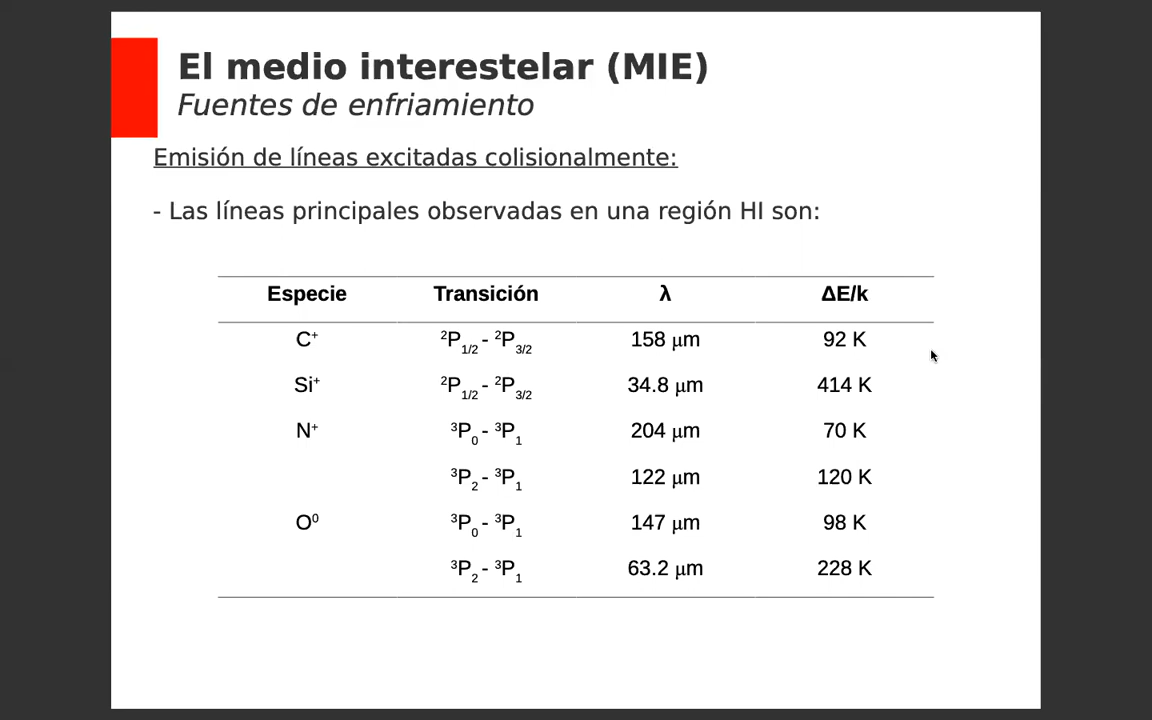 El medio interestelar (MIE)
Fuentes de enfriamiento
Emisión de líneas excitadas colisionalmente:
- Las líneas principales observadas en una región HI son:
Especie Transición λ ΔE/k
C⁺ ²P₁/₂ - ²P₃/₂ 158 μm 92 K
Si⁺ ²P₁/₂ - ²P₃/₂ 34.8 μm 414 K
N⁺ ³P₀ - ³P₁ 204 μm 70 K
³P₂ - ³P₁ 122 μm 120 K
O⁰ ³P₀ - ³P₁ 147 μm 98 K
³P₂ - ³P₁ 63.2 μm 228 K